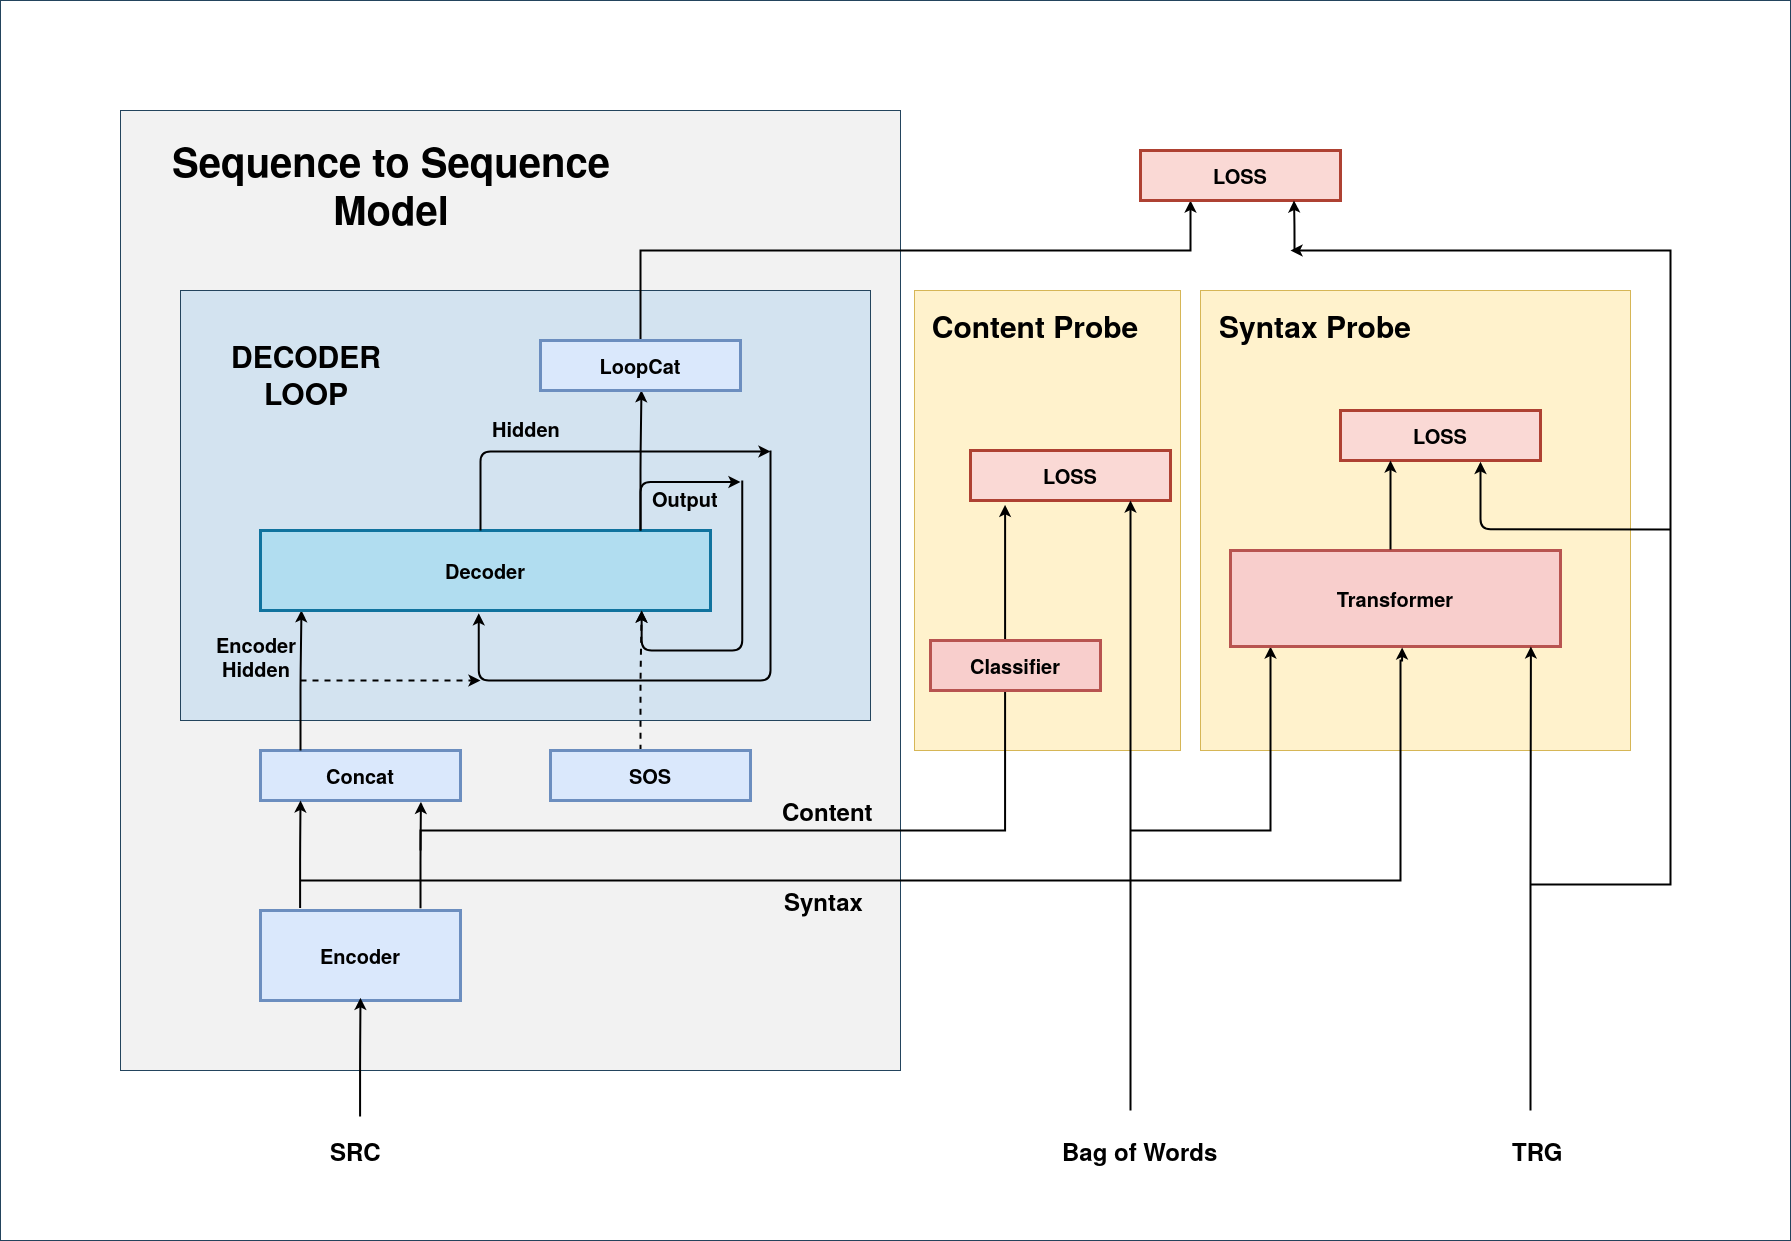 Sequence to Sequence
Model
LOSS
DECODER
LOOP
LoopCat
Hidden
Output
Decoder
Encoder
Hidden
Concat
SOS
Content
Syntax
Encoder
SRC
Content Probe
LOSS
Classifier
Bag of Words
Syntax Probe
LOSS
Transformer
TRG